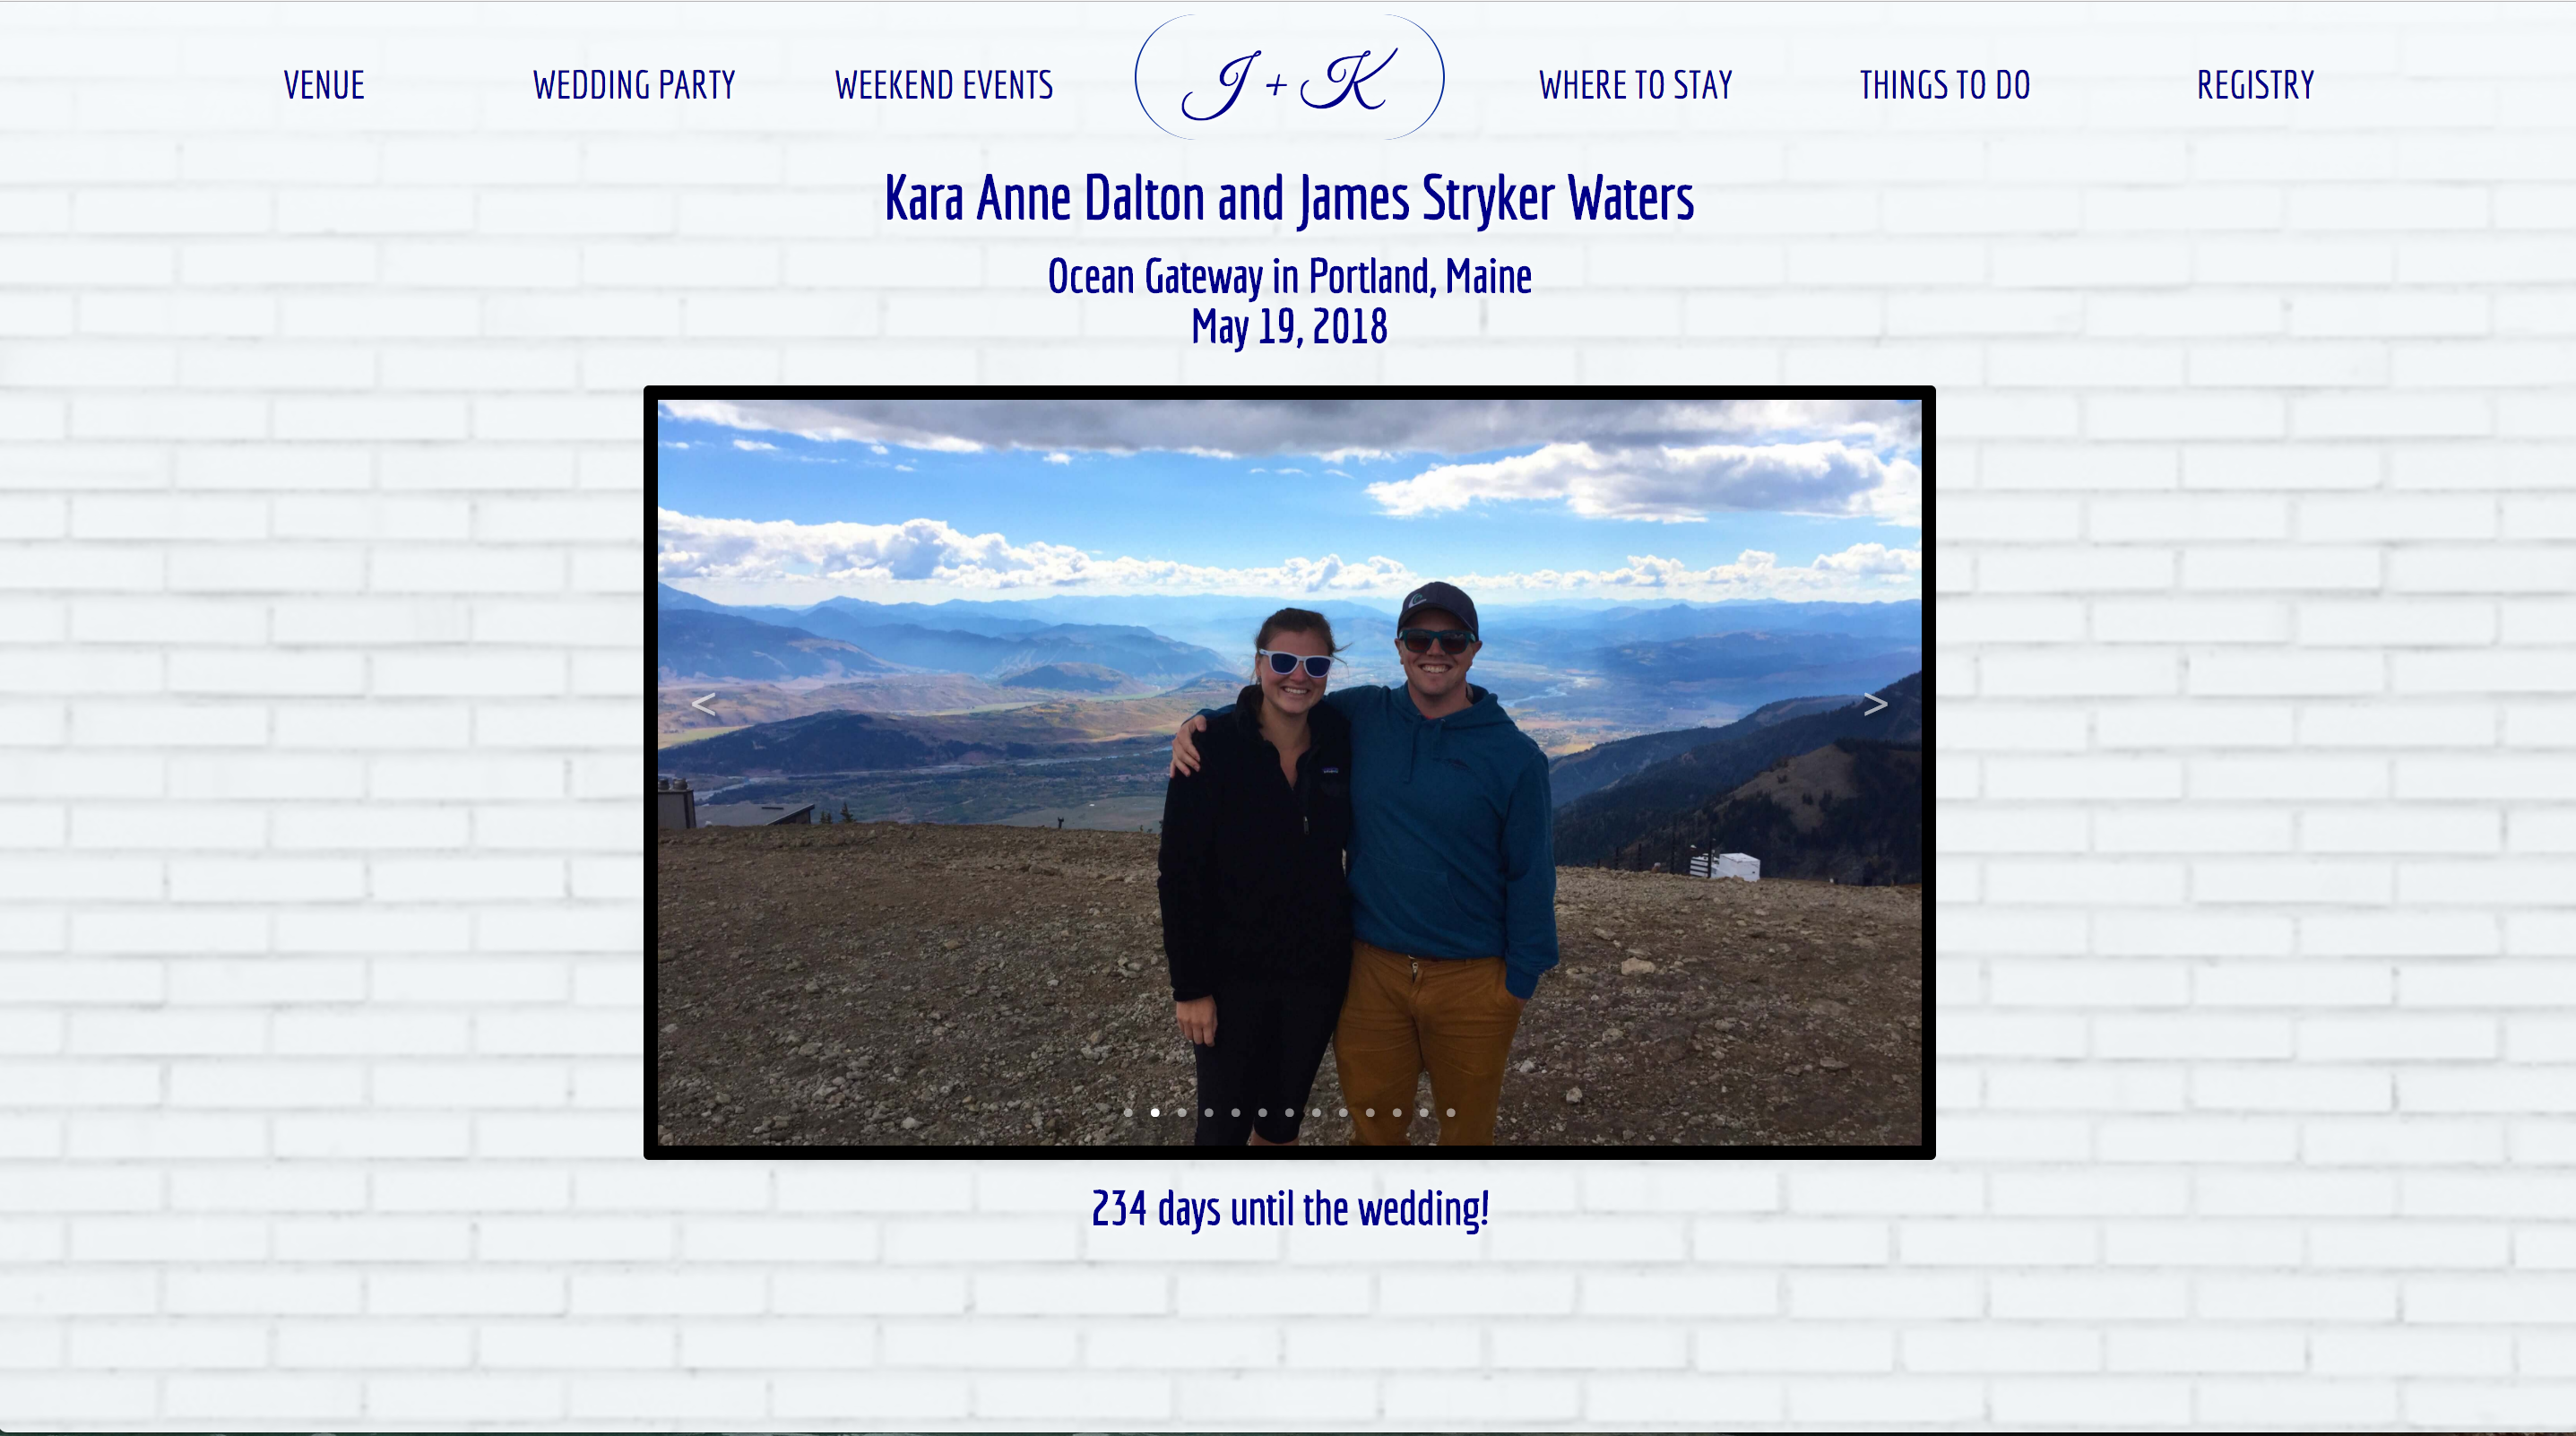 VENUE
WEDDING PARTY
WEEKEND EVENTS
J + K
WHERE TO STAY
THINGS TO DO
REGISTRY
Kara Anne Dalton and James Stryker Waters
Ocean Gateway in Portland, Maine
May 19, 2018
<
>
234 days until the wedding!